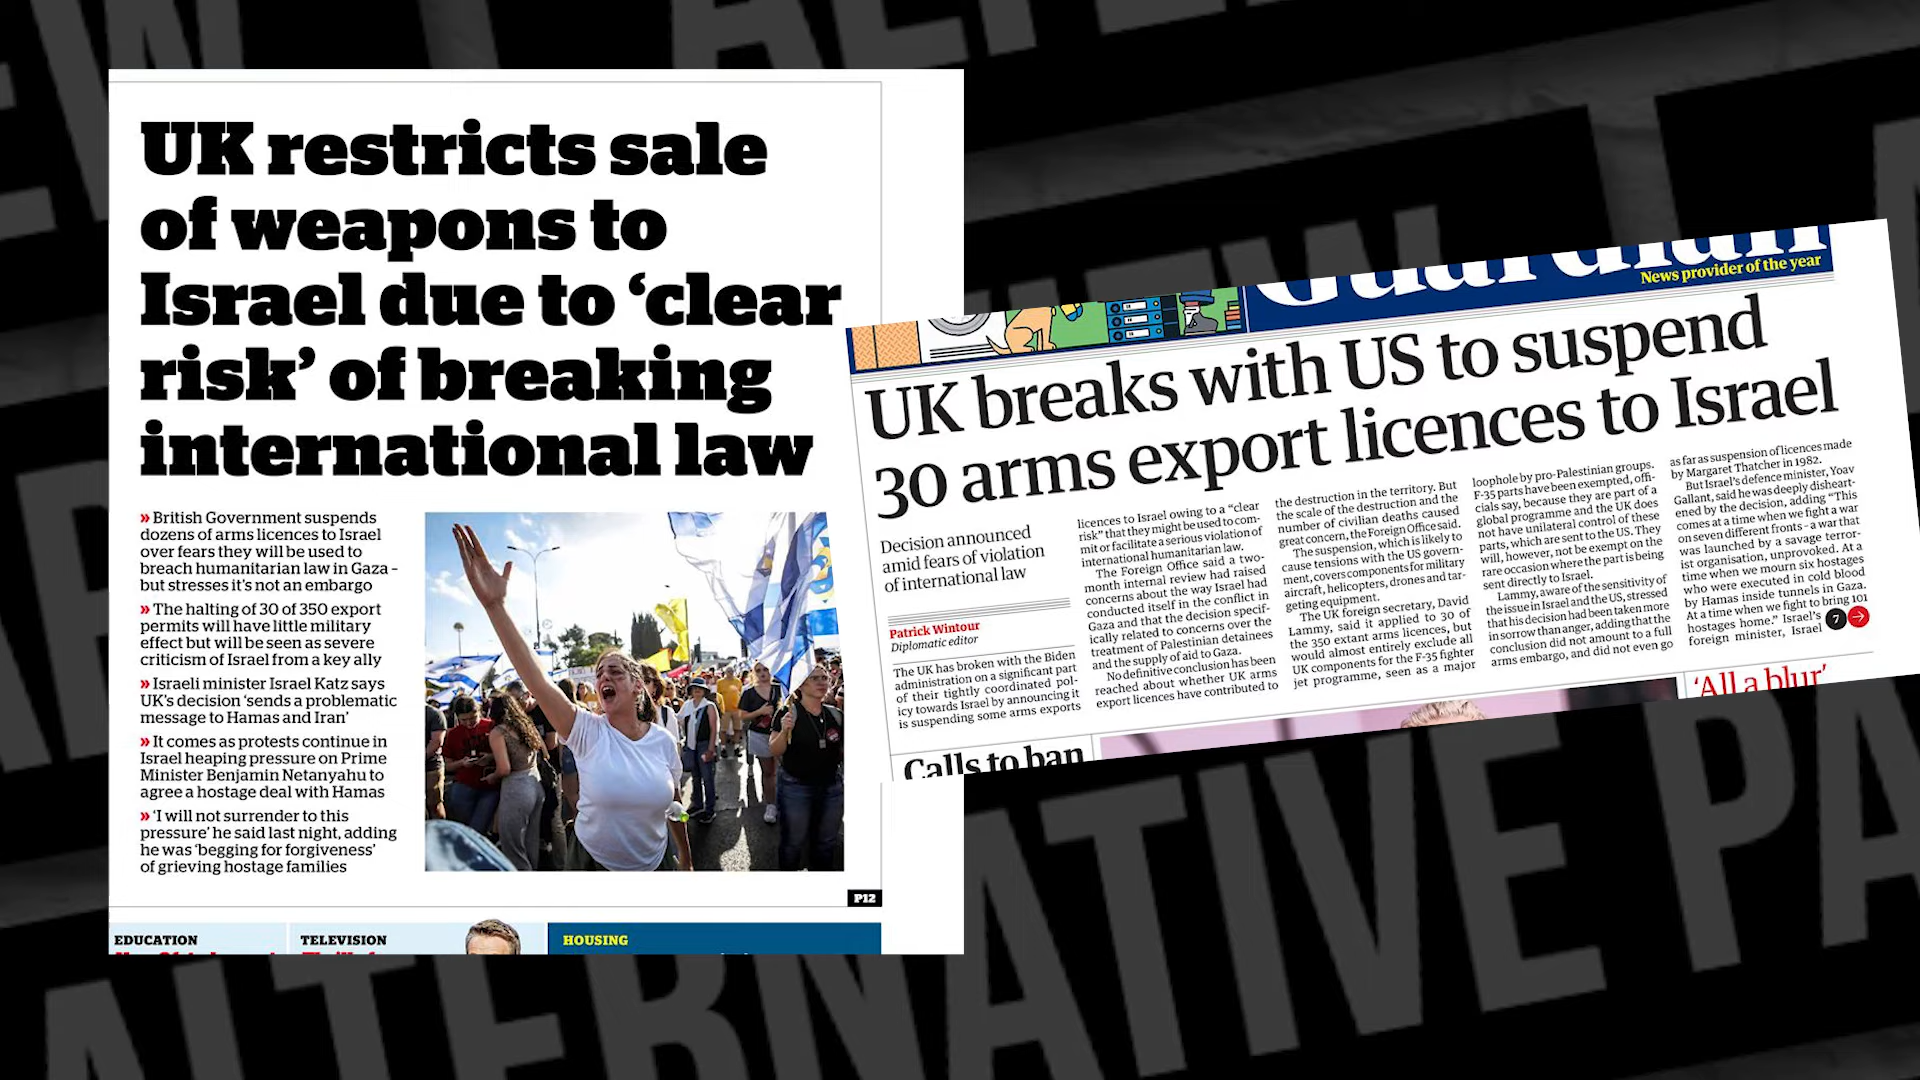 UK restricts sale
of weapons to
Israel due to ‘clear
risk’ of breaking
international law
» British Government suspends
dozens of arms licences to Israel
over fears they will be used to
breach humanitarian law in Gaza –
but stresses it’s not an embargo
» The halting of 30 of 350 export
permits will have little military
effect but will be seen as severe
criticism of Israel from a key ally
» Israeli minister Israel Katz says
UK’s decision ‘sends a problematic
message to Hamas and Iran’
» It comes as protests continue in
Israel heaping pressure on Prime
Minister Benjamin Netanyahu to
agree a hostage deal with Hamas
» ‘I will not surrender to this
pressure’ he said last night, adding
he was ‘begging for forgiveness’
of grieving hostage families
P12
EDUCATION
TELEVISION
HOUSING
Guardian
News provider of the year
UK breaks with US to suspend
30 arms export licences to Israel
Decision announced
amid fears of violation
of international law
Patrick Wintour
Diplomatic editor
The UK has broken with the Biden
administration on a significant part
of their tightly coordinated pol-
icy towards Israel by announcing it
is suspending some arms exports
licences to Israel owing to a “clear
risk” that they might be used to com-
mit or facilitate a serious violation of
international humanitarian law.
The Foreign Office said a two-
month internal review had raised
concerns about the way Israel had
conducted itself in the conflict in
Gaza and that the decision specif-
ically related to concerns over the
treatment of Palestinian detainees
and the supply of aid to Gaza.
No definitive conclusion has been
reached about whether UK arms
export licences have contributed to
the destruction in the territory. But
the scale of the destruction and the
number of civilian deaths caused
great concern, the Foreign Office said.
The suspension, which is likely to
cause tensions with the US govern-
ment, covers components for military
aircraft, helicopters, drones and tar-
geting equipment.
The UK foreign secretary, David
Lammy, said it applied to 30 of
the 350 extant arms licences, but
would almost entirely exclude all
UK components for the F-35 fighter
jet programme, seen as a major
loophole by pro-Palestinian groups.
F-35 parts have been exempted, offi-
cials say, because they are part of a
global programme and the UK does
not have unilateral control of these
parts, which are sent to the US. They
will, however, not be exempt on the
rare occasion where the part is being
sent directly to Israel.
Lammy, aware of the sensitivity of
the issue in Israel and the US, stressed
that his decision had been taken more
in sorrow than anger, adding that the
conclusion did not amount to a full
arms embargo, and did not even go
as far as suspension of licences made
by Margaret Thatcher in 1982.
But Israel’s defence minister, Yoav
Gallant, said he was deeply disheart-
ened by the decision, adding “This
comes at a time when we fight a war
on seven different fronts – a war that
was launched by a savage terror-
ist organisation, unprovoked. At a
time when we mourn six hostages
who were executed in cold blood
by Hamas inside tunnels in Gaza.
At a time when we fight to bring 101
hostages home.” Israel’s
foreign minister, Israel
7
Calls to ban
‘All a blur’
ALTERNATIVE